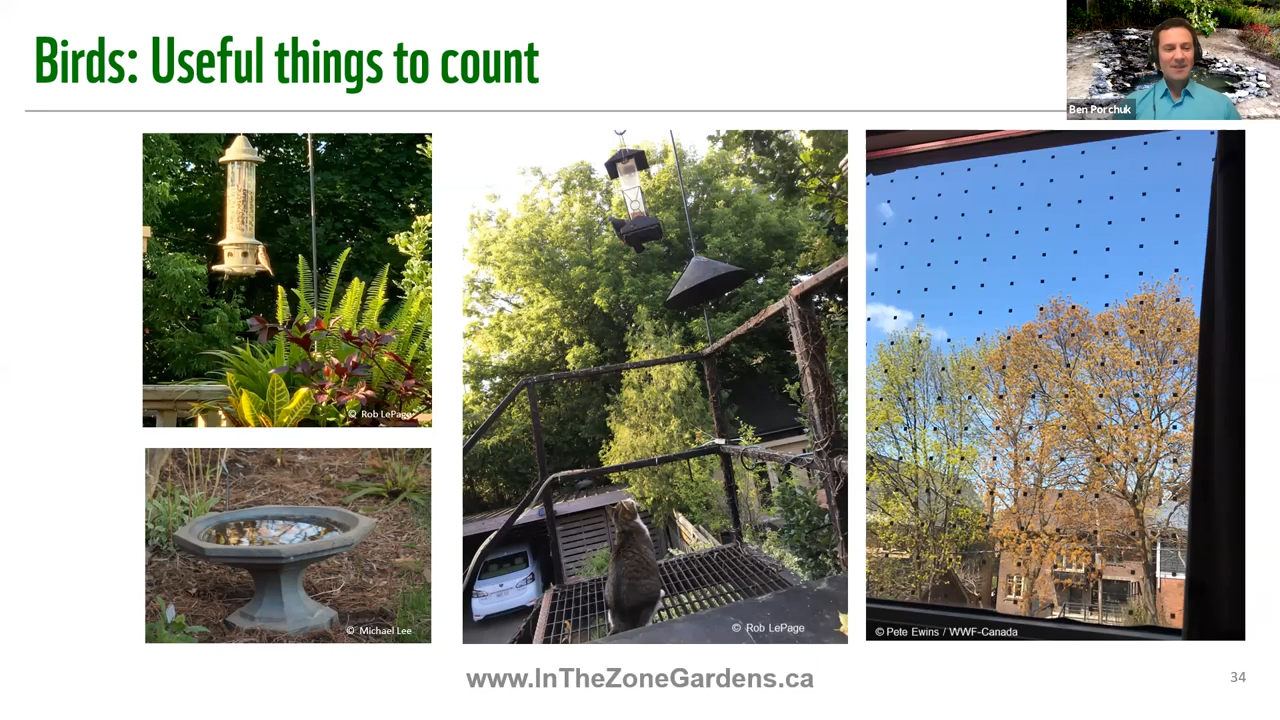 Birds: Useful things to count
Ben Porchuk
© Rob LePage
© Michael Lee
© Rob LePage
© Pete Ewins / WWF-Canada
www.InTheZoneGardens.ca
34